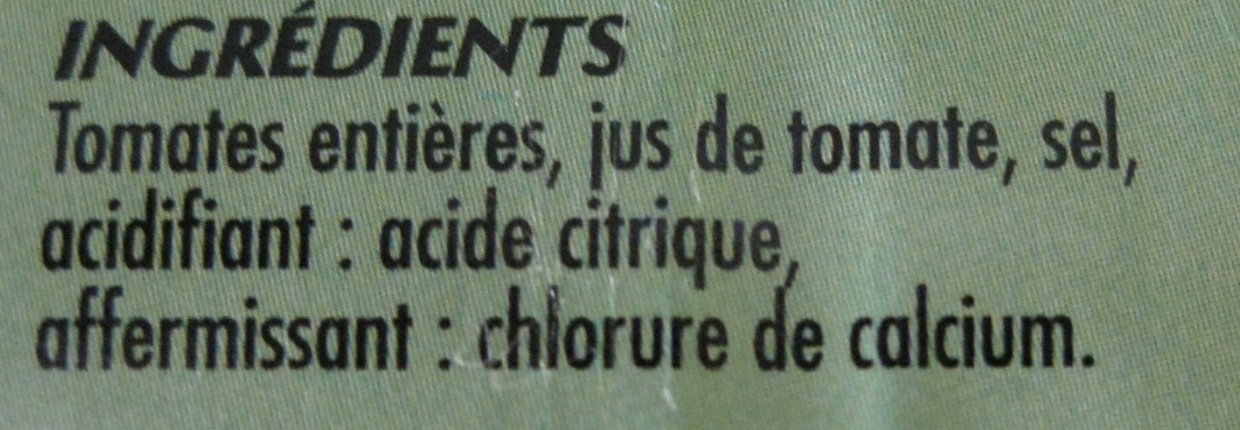 INGRÉDIENTS
Tomates entières, jus de tomate, sel,
acidifiant : acide citrique,
affermissant : chlorure de calcium.